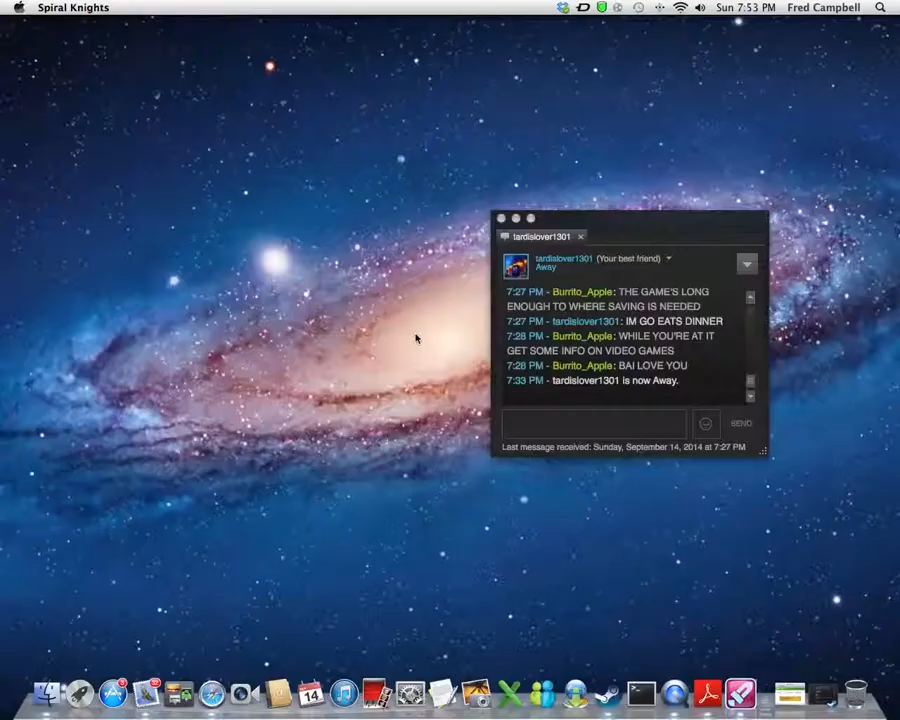 Spiral Knights
Sun 7:53 PM Fred Campbell
tardislover1301
tardislover1301 (Your best friend)
Away
7:27 PM - Burrito_Apple: THE GAME'S LONG
ENOUGH TO WHERE SAVING IS NEEDED
7:27 PM - tardislover1301: IM GO EATS DINNER
7:28 PM - Burrito_Apple: WHILE YOU'RE AT IT
GET SOME INFO ON VIDEO GAMES
7:28 PM - Burrito_Apple: BAI LOVE YOU
7:33 PM - tardislover1301 is now Away.
SEND
Last message received: Sunday, September 14, 2014 at 7:27 PM
14